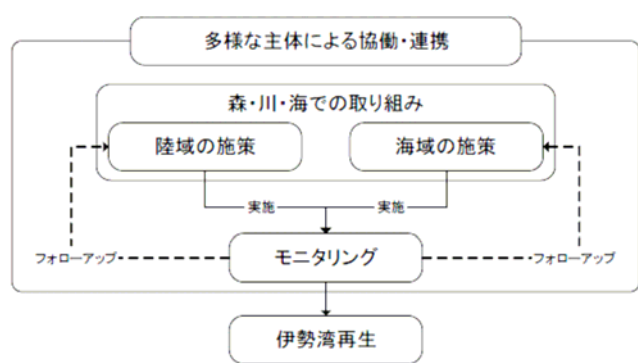 多様な主体による協働・連携
森・川・海での取り組み
陸域の施策
海域の施策
実施
実施
フォローアップ
モニタリング
フォローアップ
伊勢湾再生